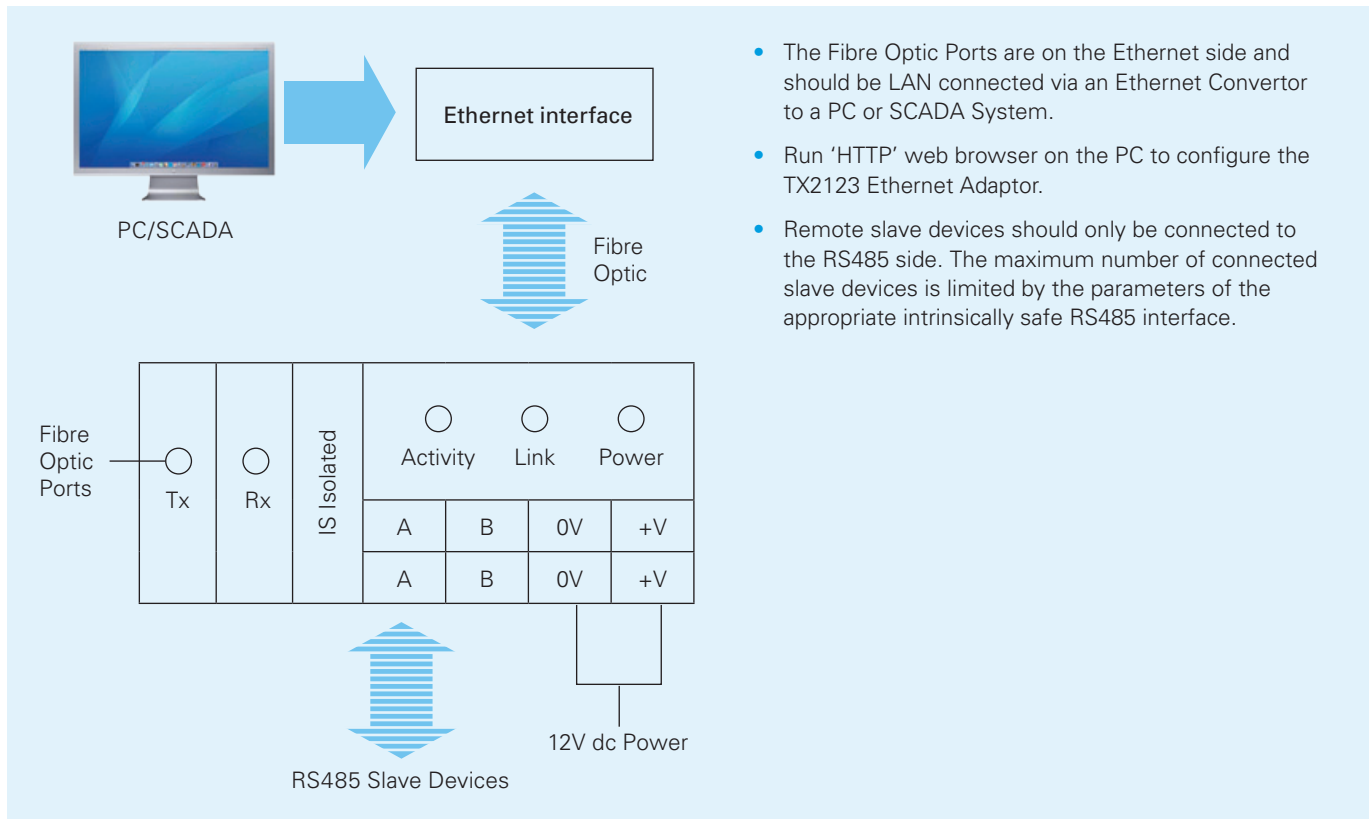 PC/SCADA
Ethernet interface
Fibre
Optic
Fibre
Optic
Ports
Tx
Rx
IS Isolated
Activity Link Power
A B 0V +V
A B 0V +V
12V dc Power
RS485 Slave Devices
• The Fibre Optic Ports are on the Ethernet side and
should be LAN connected via an Ethernet Convertor
to a PC or SCADA System.
• Run ‘HTTP’ web browser on the PC to configure the
TX2123 Ethernet Adaptor.
• Remote slave devices should only be connected to
the RS485 side. The maximum number of connected
slave devices is limited by the parameters of the
appropriate intrinsically safe RS485 interface.